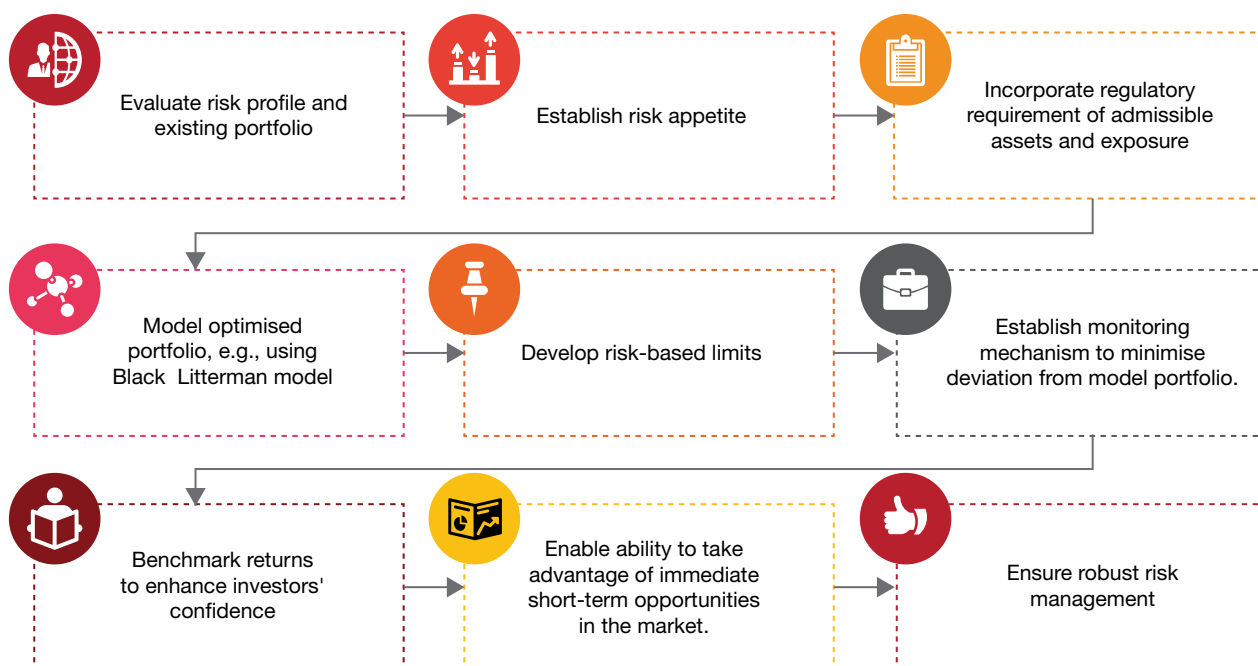 Evaluate risk profile and
existing portfolio
Establish risk appetite
Incorporate regulatory
requirement of admissible
assets and exposure
Model optimised
portfolio, e.g., using
Black Litterman model
Develop risk-based limits
Establish monitoring
mechanism to minimise
deviation from model portfolio.
Benchmark returns
to enhance investors'
confidence
Enable ability to take
advantage of immediate
short-term opportunities
in the market.
Ensure robust risk
management